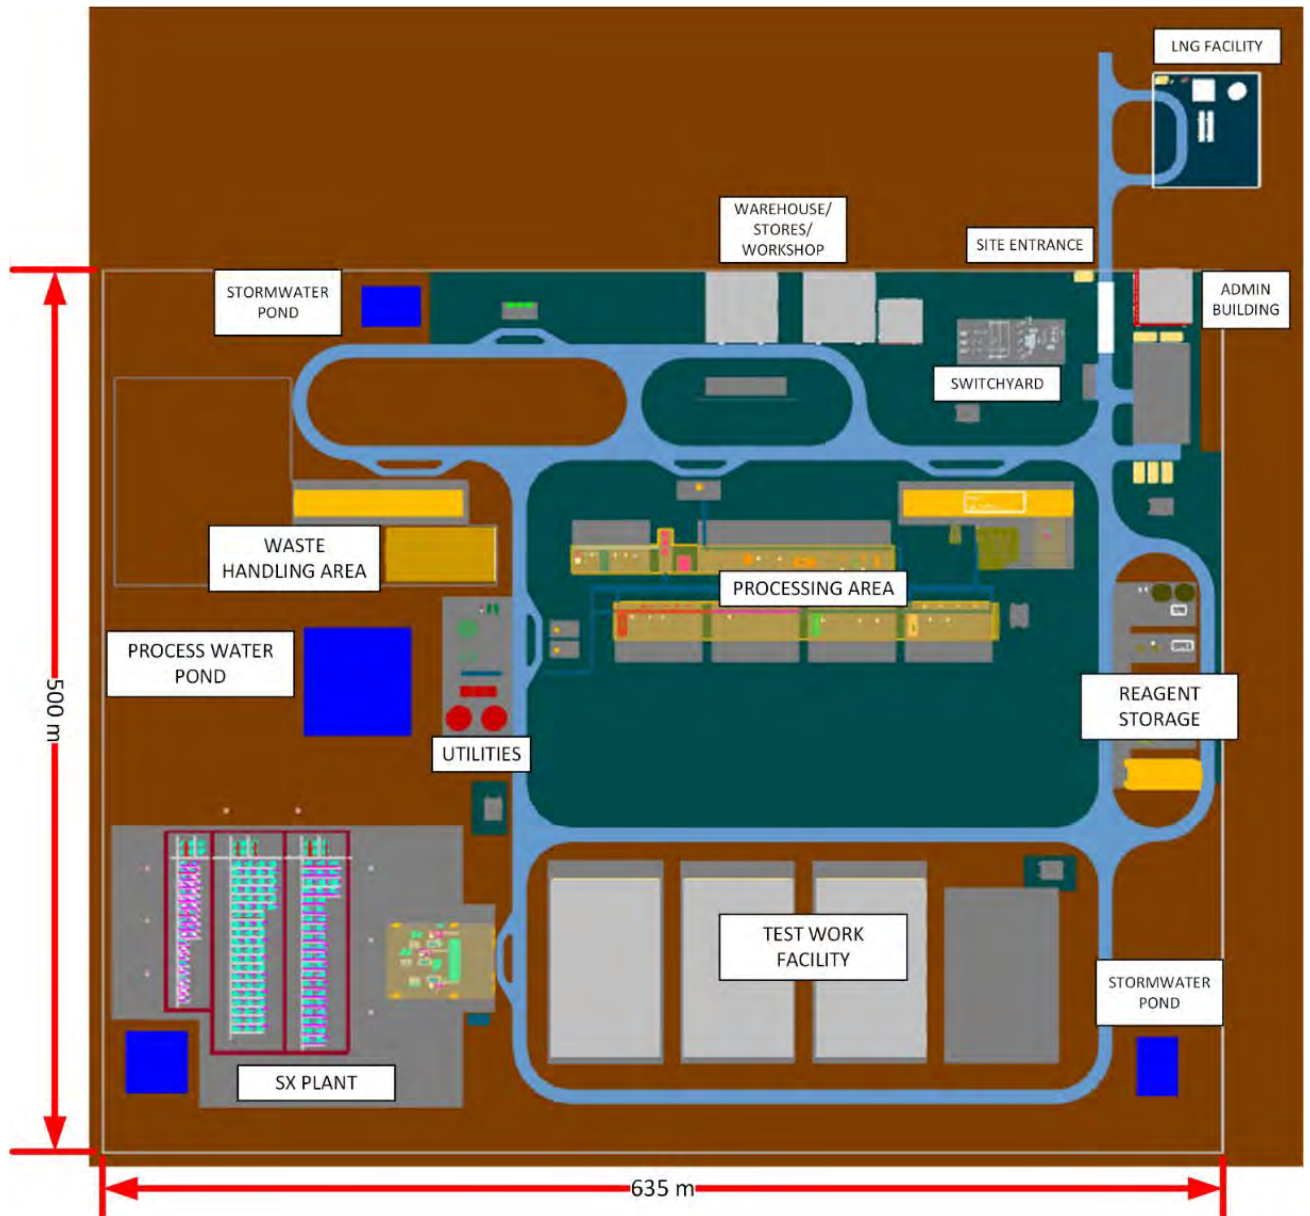 LNG FACILITY
WAREHOUSE/
STORES/
WORKSHOP
SITE ENTRANCE
STORMWATER
POND
ADMIN
BUILDING
SWITCHYARD
WASTE
HANDLING AREA
PROCESSING AREA
PROCESS WATER
POND
REAGENT
STORAGE
500 m
UTILITIES
TEST WORK
FACILITY
STORMWATER
POND
SX PLANT
635 m